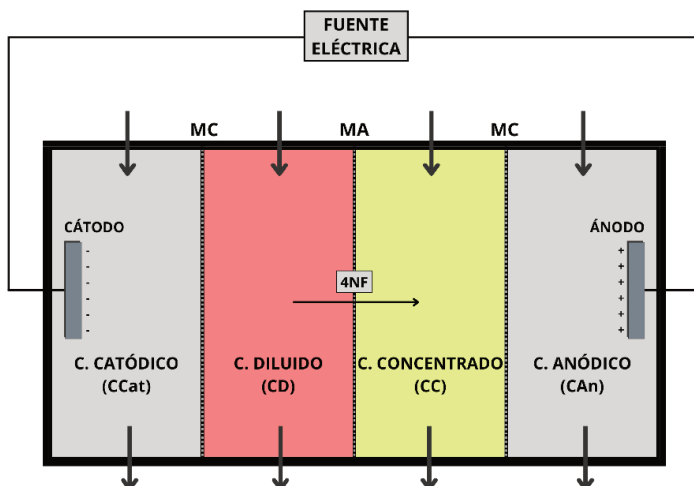 FUENTE
ELÉCTRICA
MC MA MC
CÁTODO
ÁNODO
-
-
-
-
-
-
+
+
+
+
+
+
4NF
C. CATÓDICO
(CCat)
C. DILUIDO
(CD)
C. CONCENTRADO
(CC)
C. ANÓDICO
(CAn)